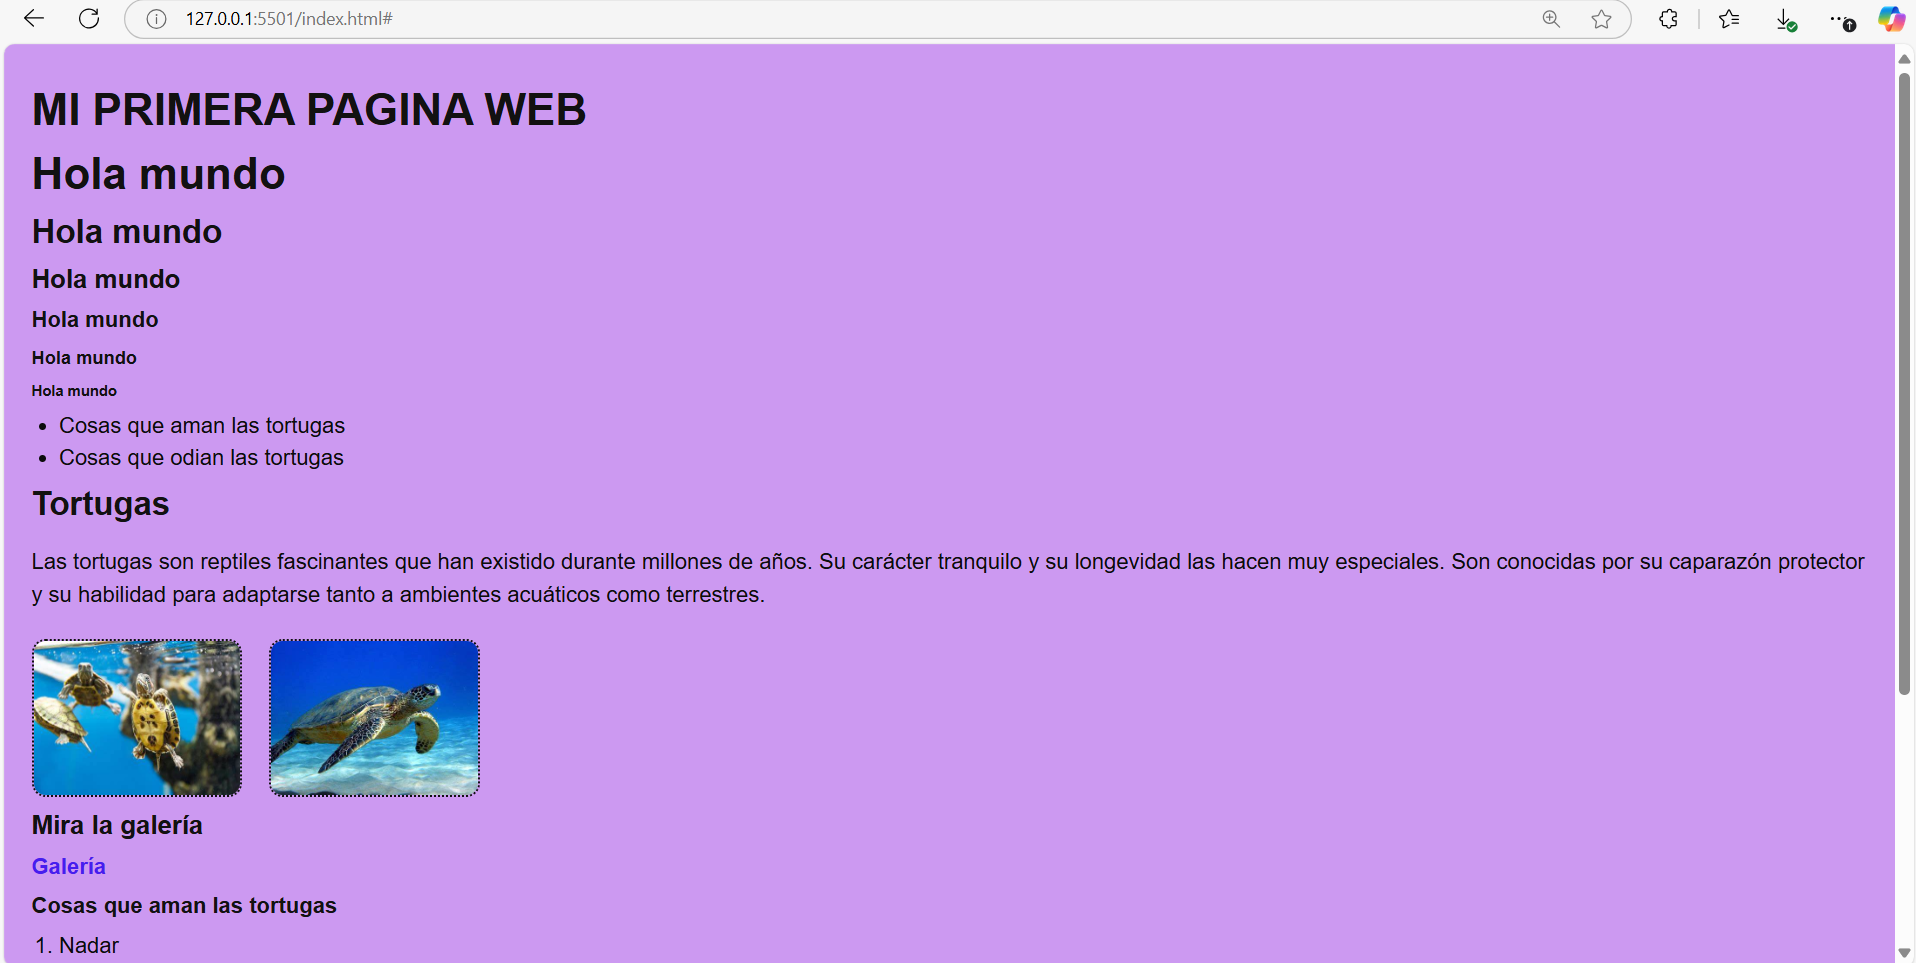 127.0.0.1:5501/index.html#
MI PRIMERA PAGINA WEB
Hola mundo
Hola mundo
Hola mundo
Hola mundo
Hola mundo
Hola mundo
• Cosas que aman las tortugas
• Cosas que odian las tortugas
Tortugas
Las tortugas son reptiles fascinantes que han existido durante millones de años. Su carácter tranquilo y su longevidad las hacen muy especiales. Son conocidas por su caparazón protector
y su habilidad para adaptarse tanto a ambientes acuáticos como terrestres.
Mira la galería
Galería
Cosas que aman las tortugas
1. Nadar